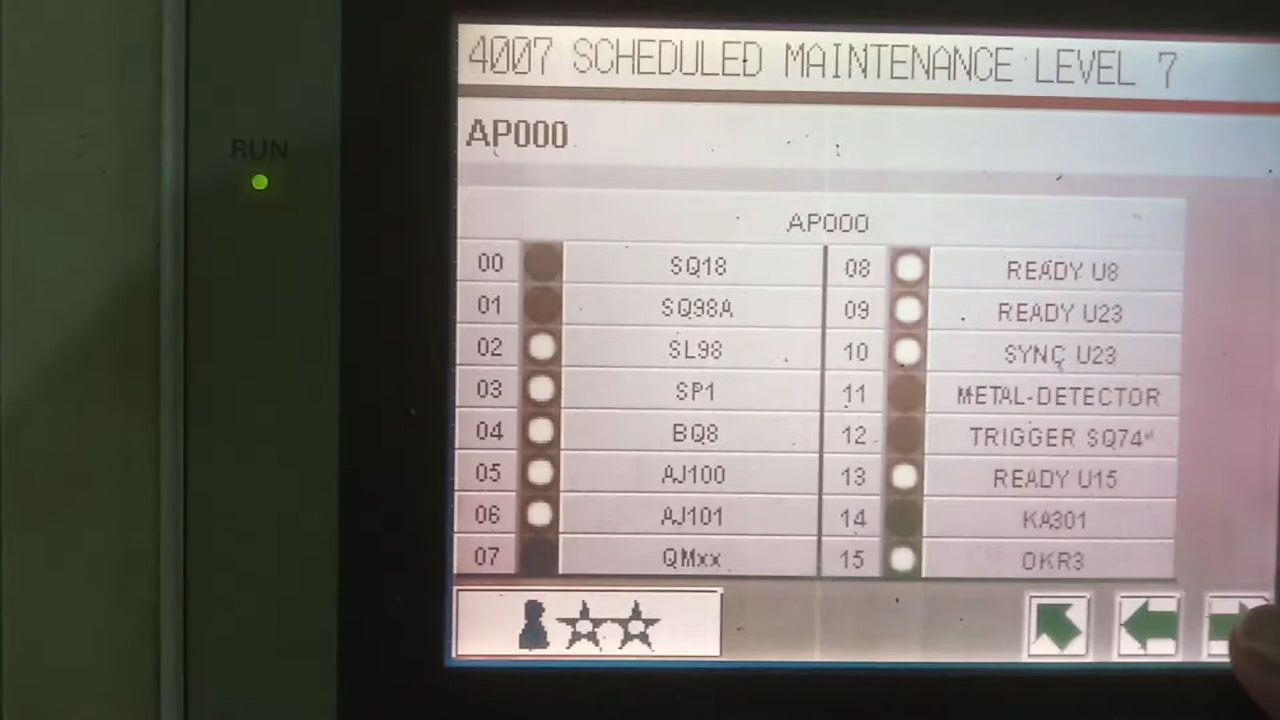 4007 SCHEDULED MAINTENANCE LEVEL 7
RUN
AP000
AP000
00 SQ18 08 READY U8
01 SQ98A 09 READY U23
02 SL98 10 SYNC U23
03 SP1 11 METAL-DETECTOR
04 BQ8 12 TRIGGER SQ74
05 AJ100 13 READY U15
06 AJ101 14 KA301
07 QMxx 15 OKR3